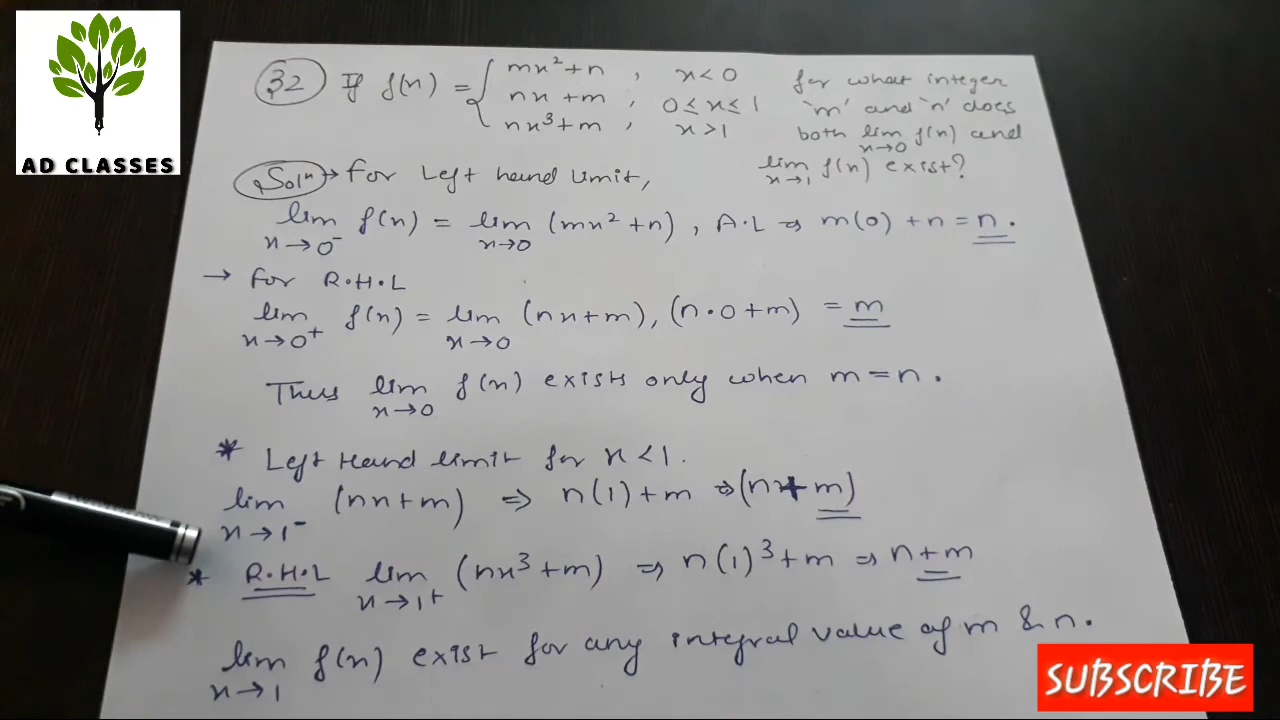 AD CLASSES
32 If f(x) = { mx²+n , x<0 for what integer
nx+m , 0≤x≤1 'm' and 'n' does
nx³+m , x>1 both lim x→0 f(x) and
lim x→1 f(x) exist?
Solⁿ → For Left hand limit,
lim x→0⁻ f(x) = lim x→0 (mx²+n), A.L ⇒ m(0)+n = n.
→ for R.H.L
lim x→0⁺ f(x) = lim x→0 (nx+m), (n·0+m) = m
Thus lim x→0 f(x) exists only when m=n.
* Left Hand limit for x<1.
lim x→1⁻ (nx+m) ⇒ n(1)+m ⇒ (n+m)
* R.H.L lim x→1⁺ (nx³+m) ⇒ n(1)³+m ⇒ n+m
lim x→1 f(x) exist for any integral value of m & n.
SUBSCRIBE